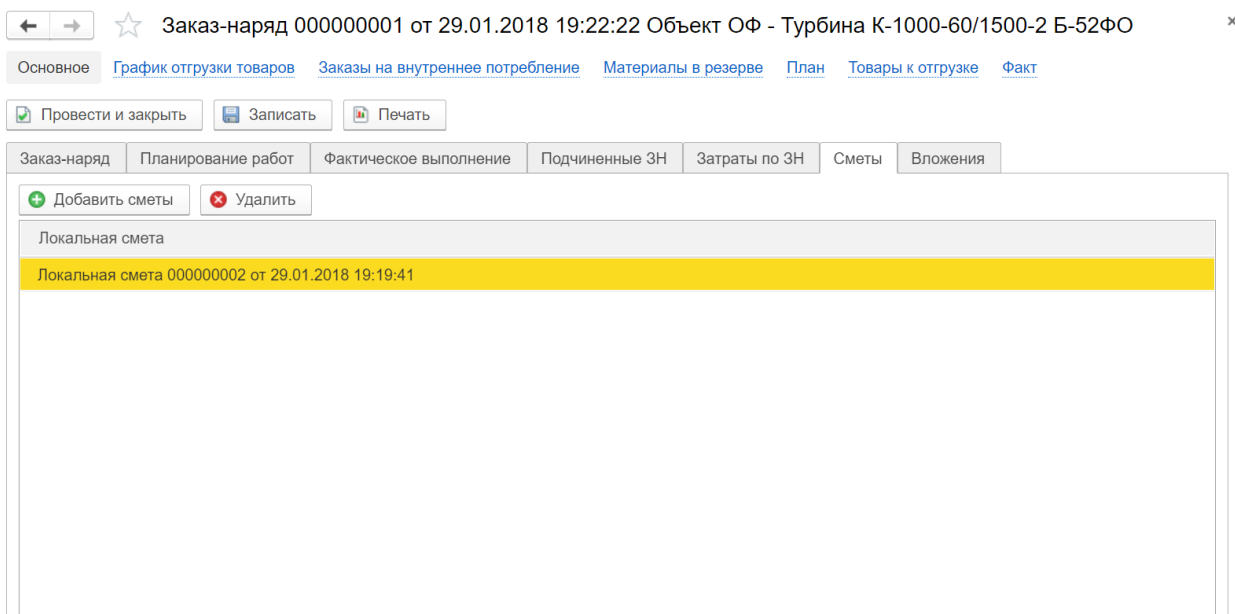 Заказ-наряд 000000001 от 29.01.2018 19:22:22 Объект ОФ - Турбина К-1000-60/1500-2 Б-52ФО
Основное График отгрузки товаров Заказы на внутреннее потребление Материалы в резерве План Товары к отгрузке Факт
Провести и закрыть Записать Печать
Заказ-наряд Планирование работ Фактическое выполнение Подчиненные ЗН Затраты по ЗН Сметы Вложения
Добавить сметы Удалить
Локальная смета
Локальная смета 000000002 от 29.01.2018 19:19:41